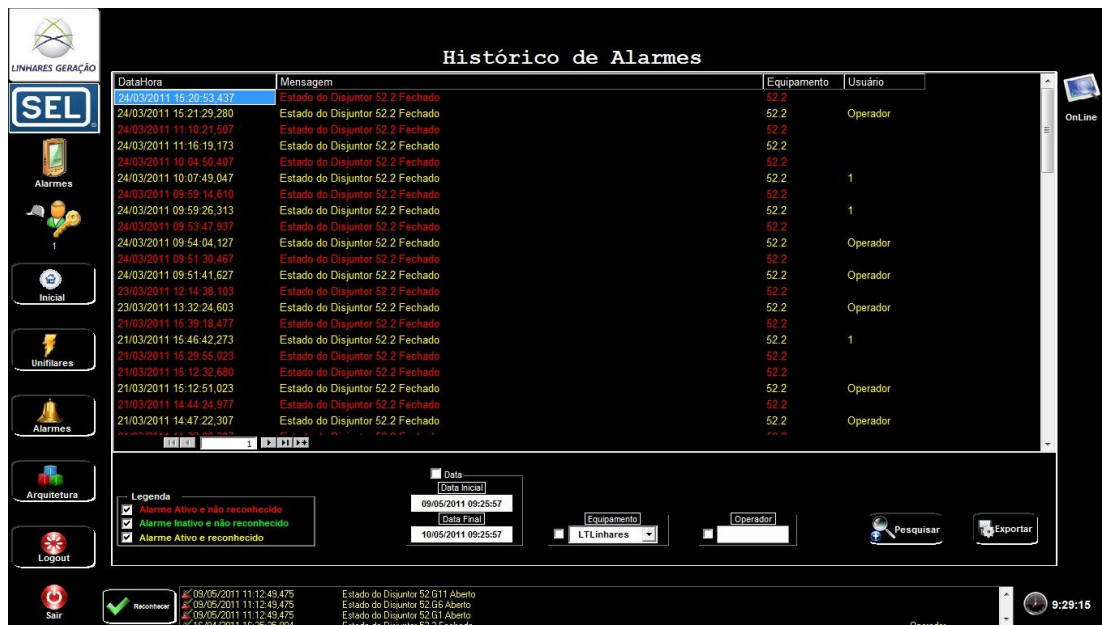 Histórico de Alarmes
LINHARES GERAÇÃO
SEL
OnLine
DataHora Mensagem Equipamento Usuário
24/03/2011 15:20:53,437 Estado do Disjuntor 52.2 Fechado 52.2
24/03/2011 15:21:29,280 Estado do Disjuntor 52.2 Fechado 52.2 Operador
24/03/2011 11:10:21,507 Estado do Disjuntor 52.2 Fechado 52.2
24/03/2011 11:16:19,173 Estado do Disjuntor 52.2 Fechado 52.2
24/03/2011 10:04:50,407 Estado do Disjuntor 52.2 Fechado 52.2
24/03/2011 10:07:49,047 Estado do Disjuntor 52.2 Fechado 52.2 1
24/03/2011 09:59:14,610 Estado do Disjuntor 52.2 Fechado 52.2
24/03/2011 09:59:26,313 Estado do Disjuntor 52.2 Fechado 52.2 1
24/03/2011 09:53:47,937 Estado do Disjuntor 52.2 Fechado 52.2
24/03/2011 09:54:04,127 Estado do Disjuntor 52.2 Fechado 52.2 Operador
24/03/2011 09:51:30,467 Estado do Disjuntor 52.2 Fechado 52.2
24/03/2011 09:51:41,627 Estado do Disjuntor 52.2 Fechado 52.2 Operador
23/03/2011 12:14:38,103 Estado do Disjuntor 52.2 Fechado 52.2
23/03/2011 13:32:24,603 Estado do Disjuntor 52.2 Fechado 52.2 Operador
21/03/2011 15:39:18,477 Estado do Disjuntor 52.2 Fechado 52.2
21/03/2011 15:46:42,273 Estado do Disjuntor 52.2 Fechado 52.2 1
21/03/2011 15:29:55,023 Estado do Disjuntor 52.2 Fechado 52.2
21/03/2011 15:12:32,680 Estado do Disjuntor 52.2 Fechado 52.2
21/03/2011 15:12:51,023 Estado do Disjuntor 52.2 Fechado 52.2 Operador
21/03/2011 14:44:24,977 Estado do Disjuntor 52.2 Fechado 52.2
21/03/2011 14:47:22,307 Estado do Disjuntor 52.2 Fechado 52.2 Operador
1
Alarmes
1
Inicial
Unifilares
Alarmes
Arquitetura
Logout
Sair
Legenda
Alarme Ativo e não reconhecido
Alarme Inativo e não reconhecido
Alarme Ativo e reconhecido
Data
Data Inicial
09/05/2011 09:25:57
Data Final
10/05/2011 09:25:57
Equipamento
LTLinhares
Operador
Pesquisar
Exportar
Reconhecer
09/05/2011 11:12:49,475 Estado do Disjuntor 52.G11 Aberto
09/05/2011 11:12:49,475 Estado do Disjuntor 52.G6 Aberto
09/05/2011 11:12:49,475 Estado do Disjuntor 52.G1 Aberto
9:29:15